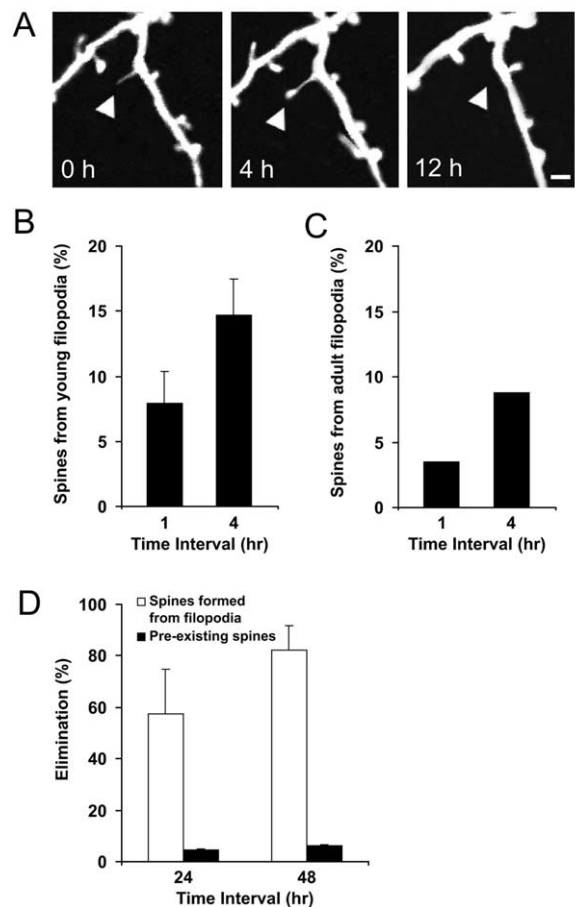 A
0 h
4 h
12 h
B
Spines from young filopodia (%)
20
15
10
5
0
1
4
Time Interval (hr)
C
Spines from adult filopodia (%)
20
15
10
5
0
1
4
Time Interval (hr)
D
Spines formed
from filopodia
Pre-existing spines
Elimination (%)
100
80
60
40
20
0
24
48
Time Interval (hr)